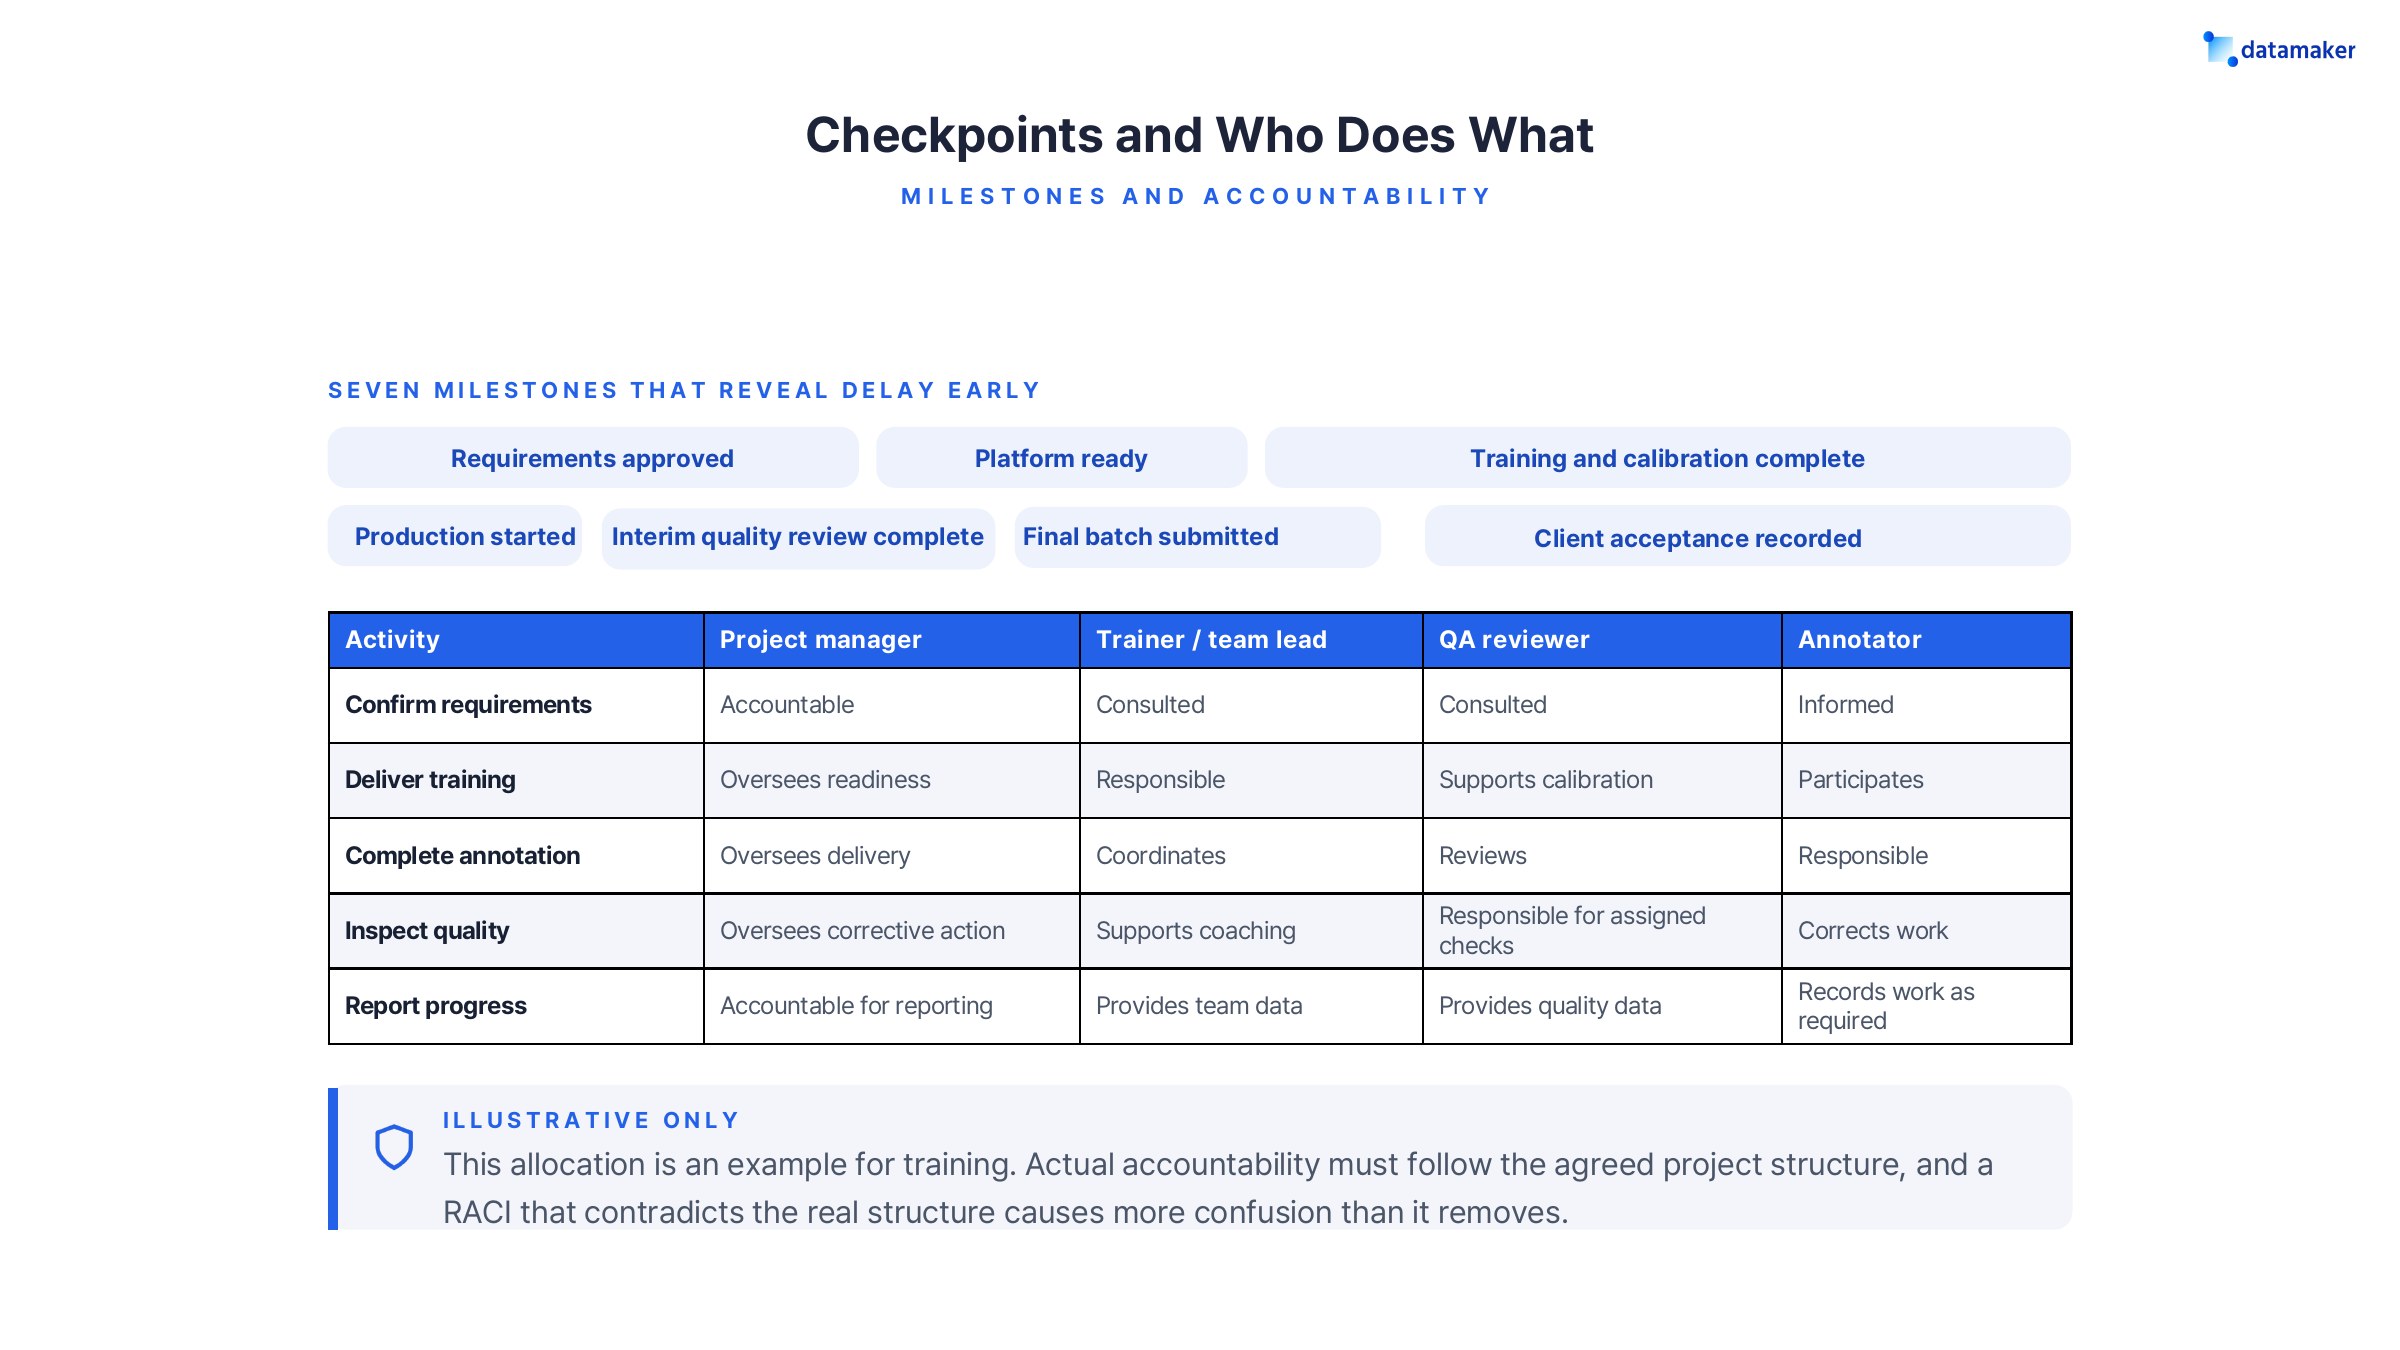 datamaker
Checkpoints and Who Does What
MILESTONES AND ACCOUNTABILITY
SEVEN MILESTONES THAT REVEAL DELAY EARLY
Requirements approved
Platform ready
Training and calibration complete
Production started
Interim quality review complete
Final batch submitted
Client acceptance recorded
Activity
Project manager
Trainer / team lead
QA reviewer
Annotator
Confirm requirements
Accountable
Consulted
Consulted
Informed
Deliver training
Oversees readiness
Responsible
Supports calibration
Participates
Complete annotation
Oversees delivery
Coordinates
Reviews
Responsible
Inspect quality
Oversees corrective action
Supports coaching
Responsible for assigned
checks
Corrects work
Report progress
Accountable for reporting
Provides team data
Provides quality data
Records work as
required
ILLUSTRATIVE ONLY
This allocation is an example for training. Actual accountability must follow the agreed project structure, and a
RACI that contradicts the real structure causes more confusion than it removes.